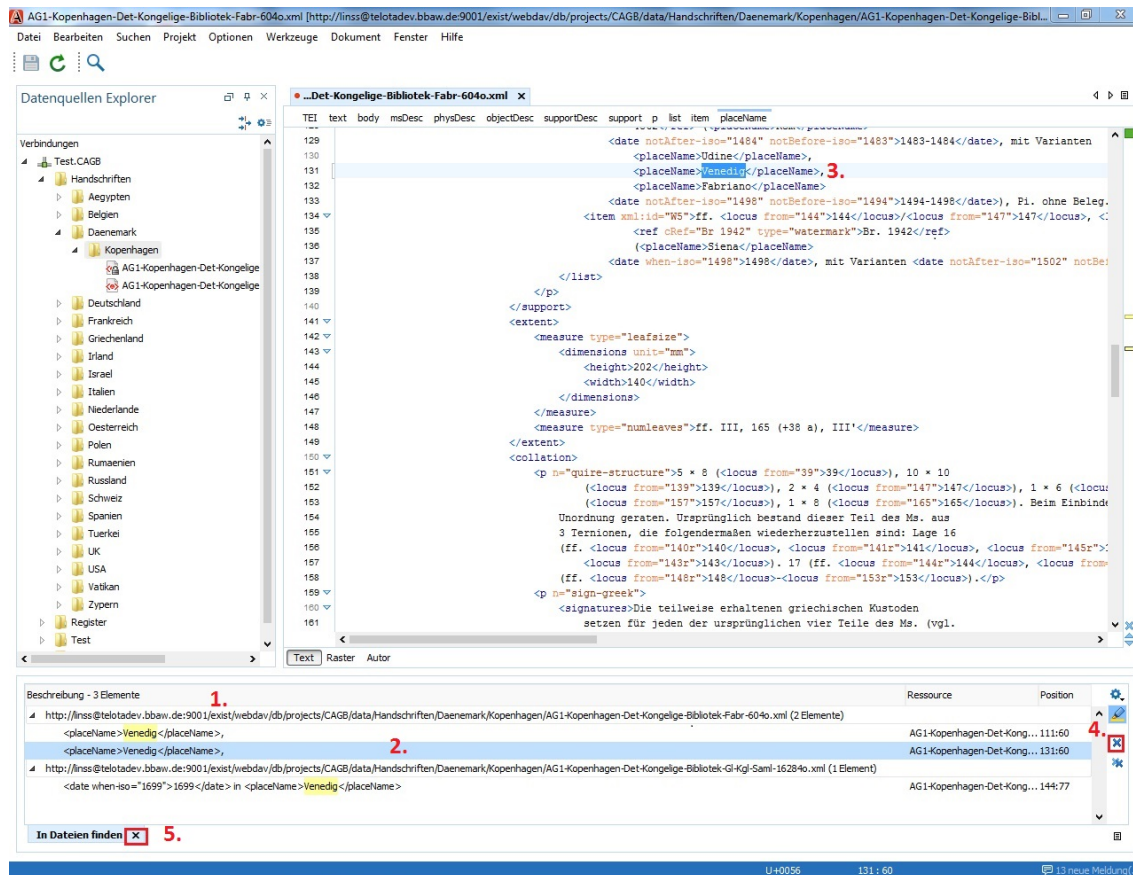 AG1-Kopenhagen-Det-Kongelige-Bibliotek-Fabr-604o.xml [http://linss@telotadev.bbaw.de:9001/exist/webdav/db/projects/CAGB/data/Handschriften/Daenemark/Kopenhagen/AG1-Kopenhagen-Det-Kongelige-Bibl...
Datei Bearbeiten Suchen Projekt Optionen Werkzeuge Dokument Fenster Hilfe
Datenquellen Explorer
Verbindungen
Test.CAGB
Handschriften
Aegypten
Belgien
Daenemark
Kopenhagen
AG1-Kopenhagen-Det-Kongelige
AG1-Kopenhagen-Det-Kongelige
Deutschland
Frankreich
Griechenland
Irland
Israel
Italien
Niederlande
Oesterreich
Polen
Rumaenien
Russland
Schweiz
Spanien
Tuerkei
UK
USA
Vatikan
Zypern
Register
Test
...Det-Kongelige-Bibliotek-Fabr-604o.xml x
TEI text body msDesc physDesc objectDesc supportDesc support p list item placeName
129 <date notAfter-iso="1484" notBefore-iso="1483">1483-1484</date>, mit Varianten
130 <placeName>Udine</placeName>,
131 <placeName>Venedig</placeName>, 3.
132 <placeName>Fabriano</placeName>
133 <date notAfter-iso="1498" notBefore-iso="1494">1494-1498</date>), Pi. ohne Beleg.
134 <item xml:id="W5">ff. <locus from="144">144</locus>/<locus from="147">147</locus>, <
135 <ref cRef="Br 1942" type="watermark">Br. 1942</ref>
136 (<placeName>Siena</placeName>
137 <date when-iso="1498">1498</date>, mit Varianten <date notAfter-iso="1502" notBe
138 </list>
139 </p>
140 </support>
141 <extent>
142 <measure type="leafsize">
143 <dimensions unit="mm">
144 <height>202</height>
145 <width>140</width>
146 </dimensions>
147 </measure>
148 <measure type="numleaves">ff. III, 165 (+38 a), III'</measure>
149 </extent>
150 <collation>
151 <p n="quire-structure">5 × 8 (<locus from="39">39</locus>), 10 × 10
152 (<locus from="139">139</locus>), 2 × 4 (<locus from="147">147</locus>), 1 × 6 (<locus
153 (<locus from="157">157</locus>), 1 × 8 (<locus from="165">165</locus>). Beim Einbinde
154 Unordnung geraten. Ursprünglich bestand dieser Teil des Ms. aus
155 3 Ternionen, die folgendermaßen wiederherzustellen sind: Lage 16
156 (ff. <locus from="140r">140</locus>, <locus from="141r">141</locus>, <locus from="145r">
157 <locus from="143r">143</locus>). 17 (ff. <locus from="144r">144</locus>, <locus from=
158 (ff. <locus from="148r">148</locus>-<locus from="153r">153</locus>).</p>
159 <p n="sign-greek">
160 <signatures>Die teilweise erhaltenen griechischen Kustoden
161 setzen für jeden der ursprünglichen vier Teile des Ms. (vgl.
Text Raster Autor
Beschreibung - 3 Elemente 1. Ressource Position
http://linss@telotadev.bbaw.de:9001/exist/webdav/db/projects/CAGB/data/Handschriften/Daenemark/Kopenhagen/AG1-Kopenhagen-Det-Kongelige-Bibliotek-Fabr-604o.xml (2 Elemente)
<placeName>Venedig</placeName>, AG1-Kopenhagen-Det-Kong... 111:60 4.
<placeName>Venedig</placeName>, 2. AG1-Kopenhagen-Det-Kong... 131:60
http://linss@telotadev.bbaw.de:9001/exist/webdav/db/projects/CAGB/data/Handschriften/Daenemark/Kopenhagen/AG1-Kopenhagen-Det-Kongelige-Bibliotek-Gl-Kgl-Saml-16284o.xml (1 Element)
<date when-iso="1699">1699</date> in <placeName>Venedig</placeName> AG1-Kopenhagen-Det-Kong... 144:77
In Dateien finden x 5.
U+0056 131 : 60 13 neue Meldung(